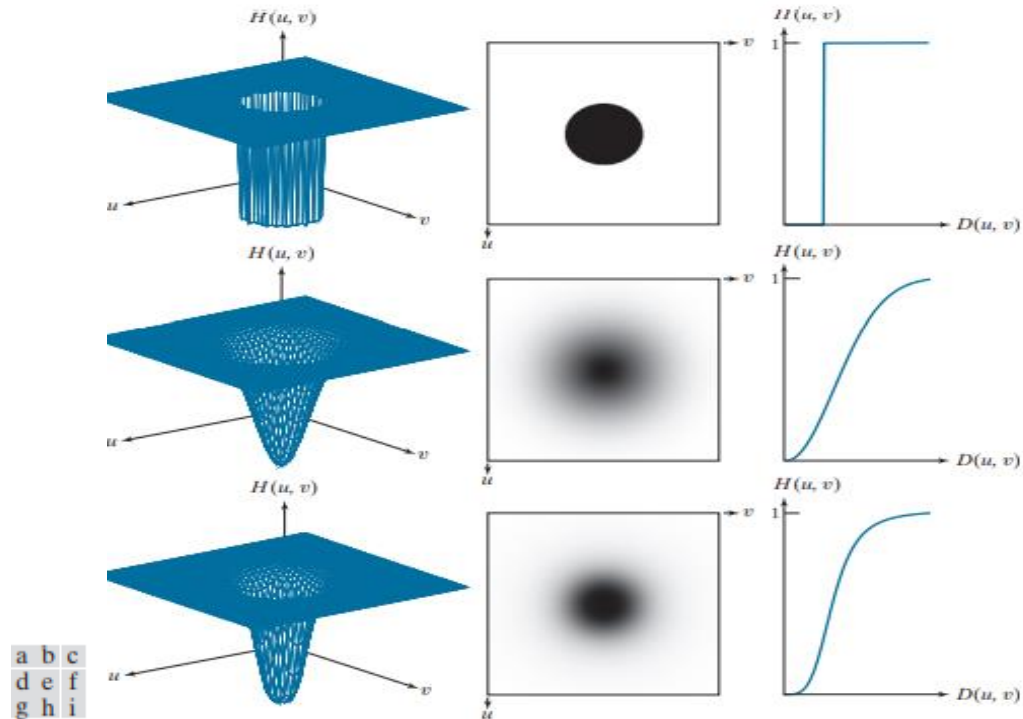 H(u, v)
u
v
v
u
H(u, v)
1
D(u, v)
H(u, v)
u
v
v
u
H(u, v)
1
D(u, v)
H(u, v)
u
v
v
u
H(u, v)
1
D(u, v)
a b c
d e f
g h i